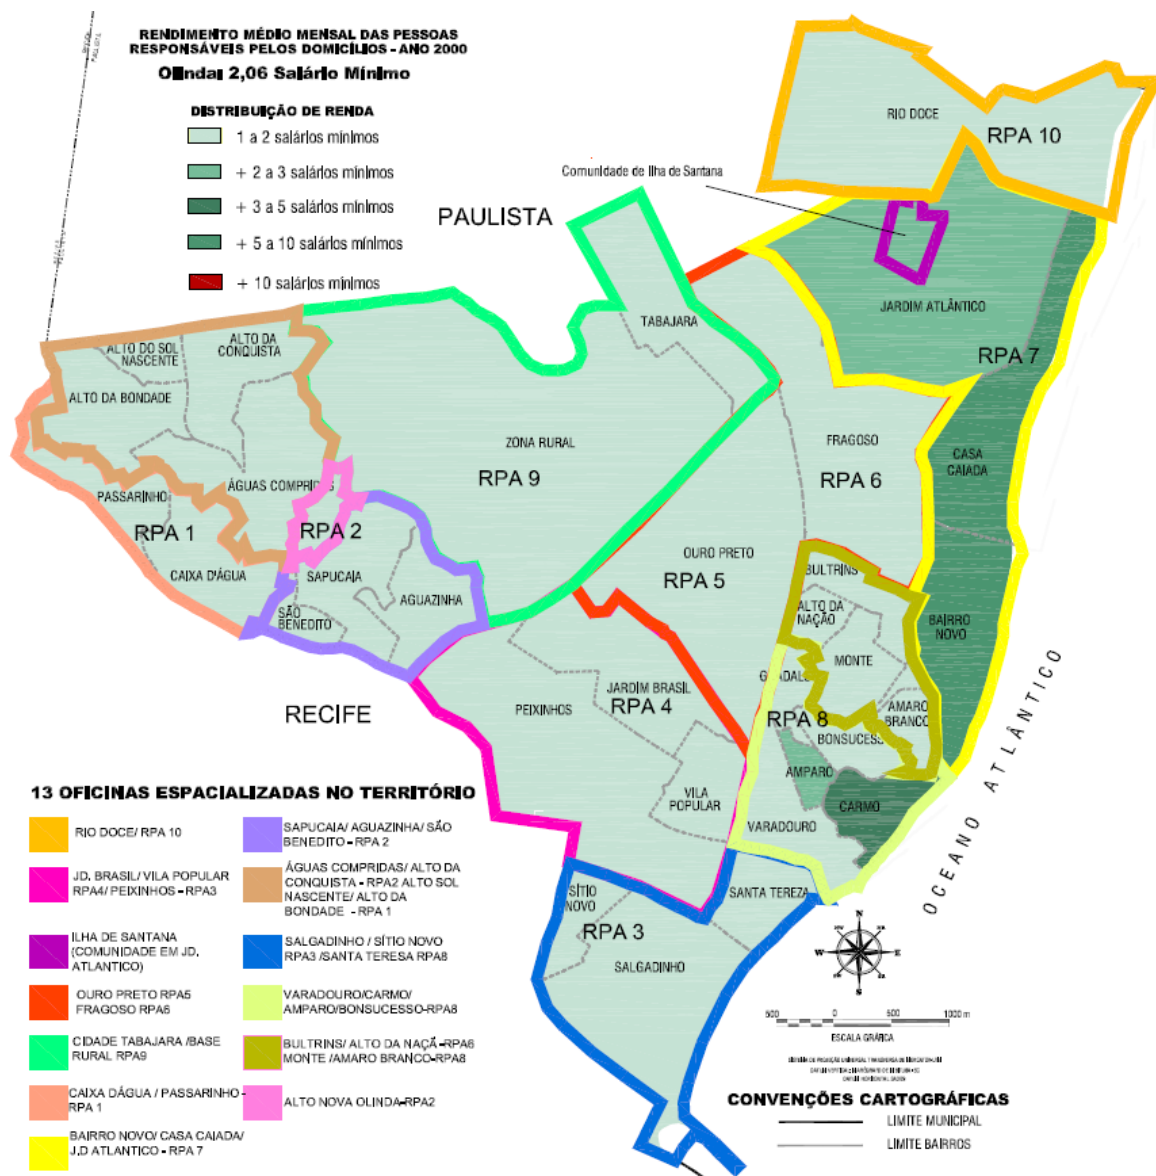 RENDIMENTO MÉDIO MENSAL DAS PESSOAS
RESPONSÁVEIS PELOS DOMICÍLIOS - ANO 2000
Olinda: 2,06 Salário Mínimo
DISTRIBUIÇÃO DE RENDA
1 a 2 salários mínimos
+ 2 a 3 salários mínimos
+ 3 a 5 salários mínimos
+ 5 a 10 salários mínimos
+ 10 salários mínimos
PAULISTA
Comunidade de Ilha de Santana
RIO DOCE
RPA 10
JARDIM ATLÂNTICO
RPA 7
TABAJARA
ALTO DO SOL
NASCENTE
ALTO DA
CONQUISTA
ALTO DA BONDADE
ZONA RURAL
RPA 9
FRAGOSO
RPA 6
CASA
CAIADA
PASSARINHO
ÁGUAS COMPRIDAS
RPA 1
RPA 2
CAIXA D'ÁGUA
SAPUCAIA
AGUAZINHA
SÃO
BENEDITO
OURO PRETO
RPA 5
BULTRINS
ALTO DA
NAÇÃO
BAIRRO
NOVO
MONTE
AMARO
BRANCO
RPA 8
BONSUCESS
RECIFE
PEIXINHOS
JARDIM BRASIL
RPA 4
AMPARO
CARMO
VILA
POPULAR
VARADOURO
OCEANO ATLÂNTICO
SÍTIO
NOVO
SANTA TEREZA
RPA 3
SALGADINHO
13 OFICINAS ESPACIALIZADAS NO TERRITÓRIO
RIO DOCE/ RPA 10
JD, BRASIL/ VILA POPULAR
RPA4/ PEIXINHOS - RPA3
ILHA DE SANTANA
(COMUNIDADE EM JD,
ATLANTICO)
OURO PRETO RPA5
FRAGOSO RPA6
CIDADE TABAJARA /BASE
RURAL RPA9
CAIXA DÁGUA / PASSARINHO -
RPA 1
BAIRRO NOVO/ CASA CAIADA/
J,D ATLANTICO - RPA 7
SAPUCAIA/ AGUAZINHA/ SÃO
BENEDITO - RPA 2
ÁGUAS COMPRIDAS/ ALTO DA
CONQUISTA - RPA2 ALTO SOL
NASCENTE/ ALTO DA
BONDADE - RPA 1
SALGADINHO / SÍTIO NOVO
RPA3 /SANTA TERESA RPA8
VARADOURO/CARMO/
AMPARO/BONSUCESSO-RPA8
BULTRINS/ ALTO DA NAÇÃ-RPA6
MONTE /AMARO BRANCO-RPA8
ALTO NOVA OLINDA-RPA2
N
W E
S
500 0 500 1000 m
ESCALA GRÁFICA
CONVENÇÕES CARTOGRÁFICAS
LIMITE MUNICIPAL
LIMITE BAIRROS